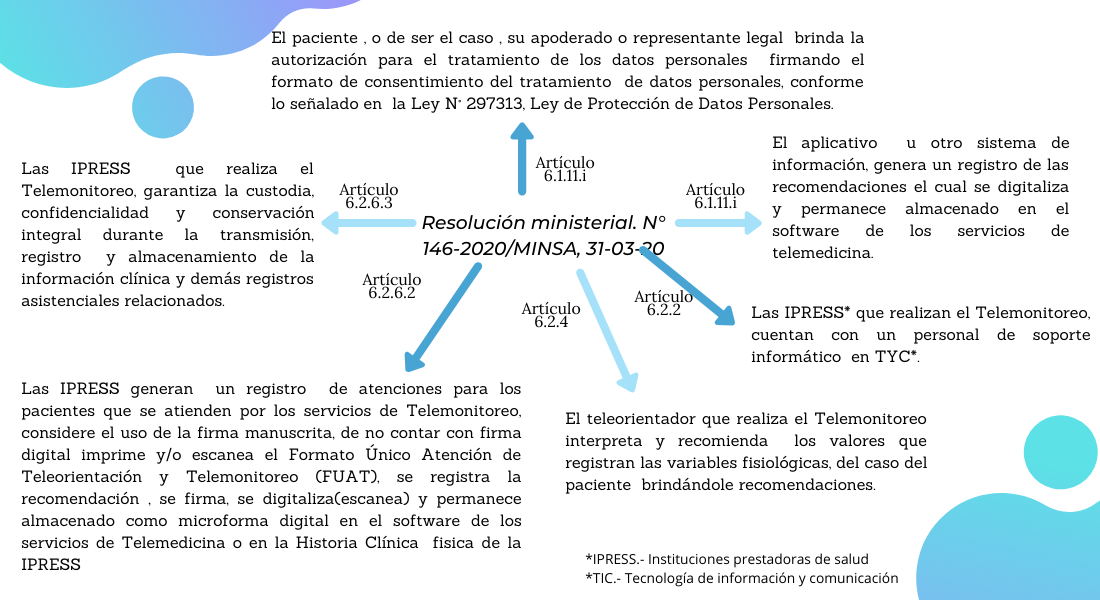 El paciente , o de ser el caso , su apoderado o representante legal brinda la
autorización para el tratamiento de los datos personales firmando el
formato de consentimiento del tratamiento de datos personales, conforme
lo señalado en la Ley N° 297313, Ley de Protección de Datos Personales.
Artículo
6.1.11.i
Las IPRESS que realiza el
Telemonitoreo, garantiza la custodia,
confidencialidad y conservación
integral durante la transmisión,
registro y almacenamiento de la
información clínica y demás registros
asistenciales relacionados.
Artículo
6.2.6.3
Resolución ministerial. N°
146-2020/MINSA, 31-03-20
Artículo
6.1.11.i
El aplicativo u otro sistema de
información, genera un registro de las
recomendaciones el cual se digitaliza
y permanece almacenado en el
software de los servicios de
telemedicina.
Artículo
6.2.6.2
Artículo
6.2.4
Artículo
6.2.2
Las IPRESS* que realizan el Telemonitoreo,
cuentan con un personal de soporte
informático en TYC*.
Las IPRESS generan un registro de atenciones para los
pacientes que se atienden por los servicios de Telemonitoreo,
considere el uso de la firma manuscrita, de no contar con firma
digital imprime y/o escanea el Formato Único Atención de
Teleorientación y Telemonitoreo (FUAT), se registra la
recomendación , se firma, se digitaliza(escanea) y permanece
almacenado como microforma digital en el software de los
servicios de Telemedicina o en la Historia Clínica fisica de la
IPRESS
El teleorientador que realiza el Telemonitoreo
interpreta y recomienda los valores que
registran las variables fisiológicas, del caso del
paciente brindándole recomendaciones.
*IPRESS.- Instituciones prestadoras de salud
*TIC.- Tecnología de información y comunicación